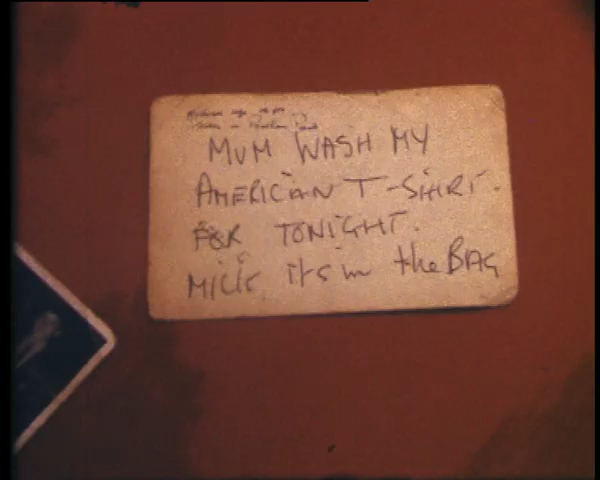 MUM WASH MY
AMERICAN T-SHIRT.
FOR TONIGHT.
MICK its in the BAG